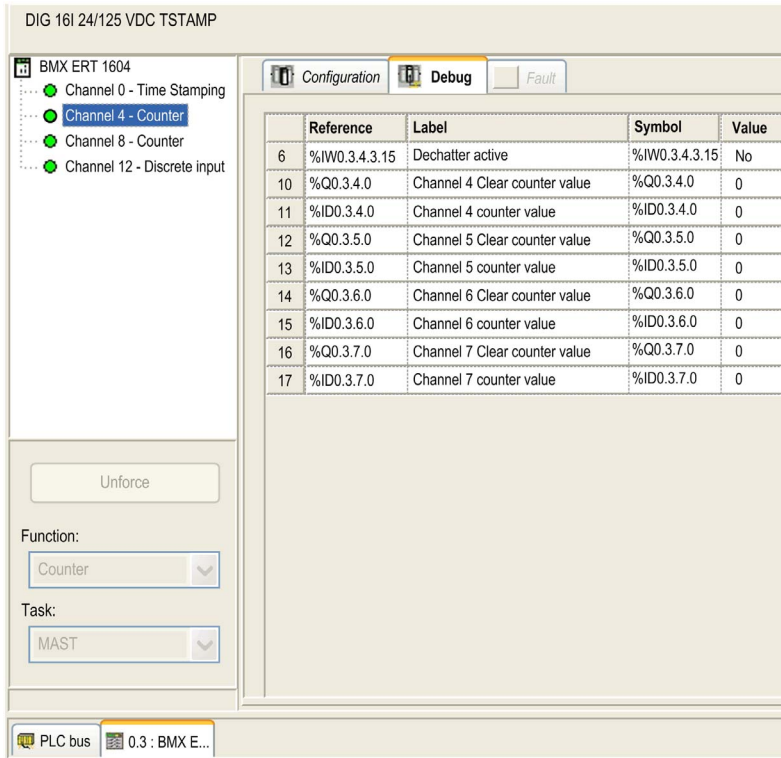 DIG 16I 24/125 VDC TSTAMP
BMX ERT 1604
Channel 0 - Time Stamping
Channel 4 - Counter
Channel 8 - Counter
Channel 12 - Discrete input
Configuration Debug Fault
Reference Label Symbol Value
6 %IW0.3.4.3.15 Dechatter active %IW0.3.4.3.15 No
10 %Q0.3.4.0 Channel 4 Clear counter value %Q0.3.4.0 0
11 %ID0.3.4.0 Channel 4 counter value %ID0.3.4.0 0
12 %Q0.3.5.0 Channel 5 Clear counter value %Q0.3.5.0 0
13 %ID0.3.5.0 Channel 5 counter value %ID0.3.5.0 0
14 %Q0.3.6.0 Channel 6 Clear counter value %Q0.3.6.0 0
15 %ID0.3.6.0 Channel 6 counter value %ID0.3.6.0 0
16 %Q0.3.7.0 Channel 7 Clear counter value %Q0.3.7.0 0
17 %ID0.3.7.0 Channel 7 counter value %ID0.3.7.0 0
Unforce
Function:
Counter
Task:
MAST
PLC bus 0.3 : BMX E...